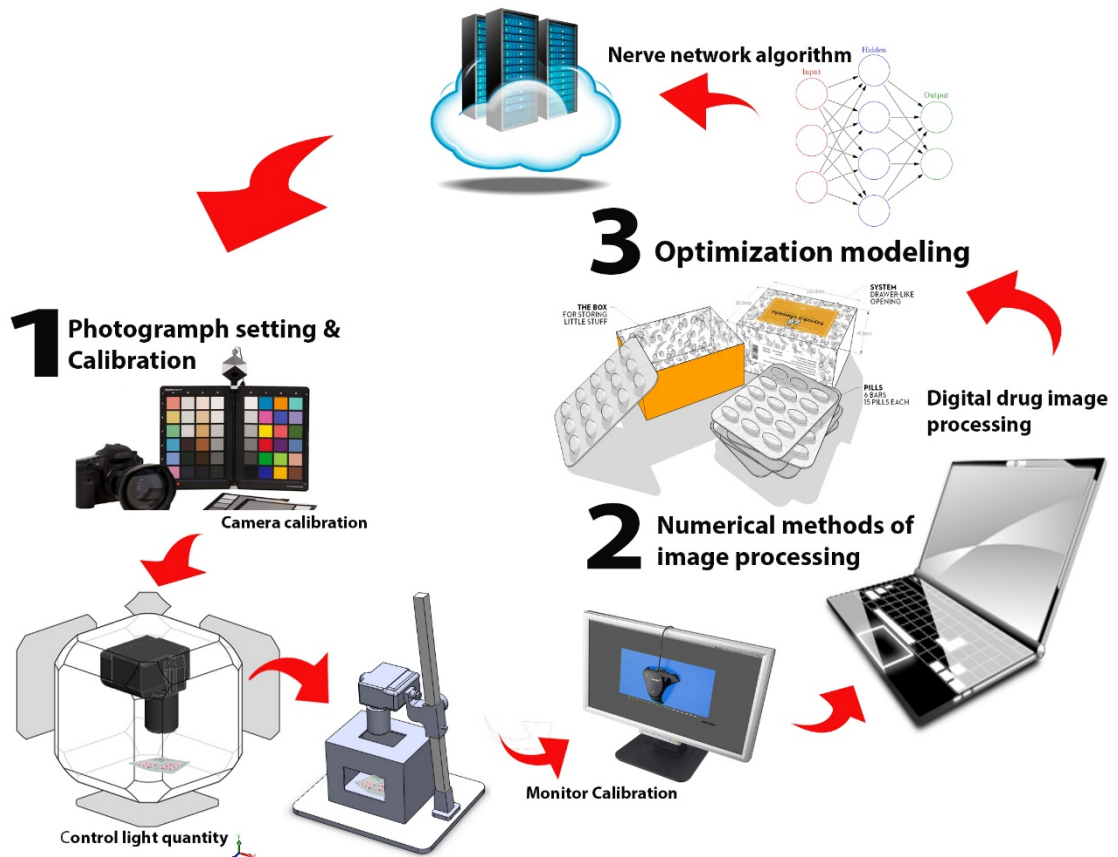 Nerve network algorithm
Input
Hidden
Output
3 Optimization modeling
THE BOX
FOR STORING
LITTLE STUFF
SYSTEM
DRAWER-LIKE
OPENING
PILLS
6 BARS
15 PILLS EACH
1 Photogramph setting &
Calibration
Camera calibration
Digital drug image
processing
2 Numerical methods of
image processing
Control light quantity
Monitor Calibration